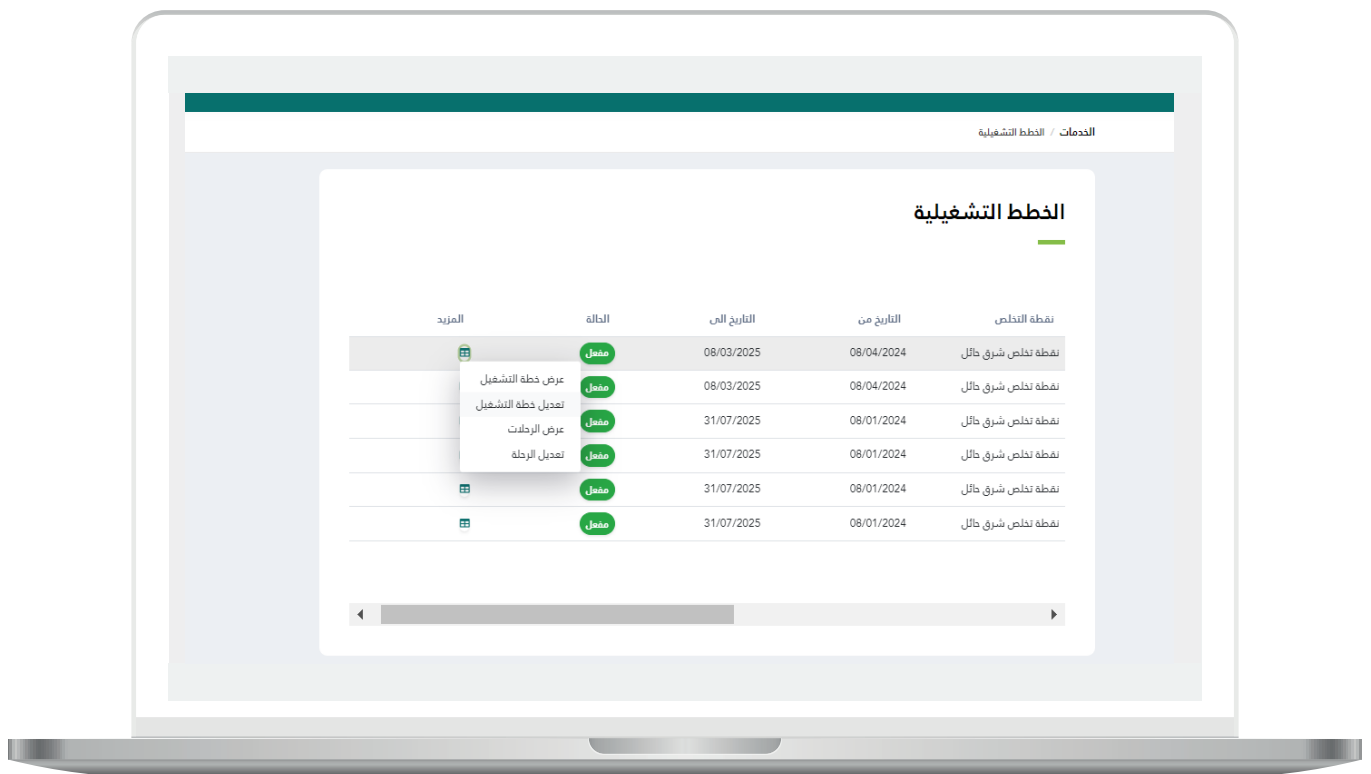 الخدمات / الخطط التشغيلية
الخطط التشغيلية
نقطة التخلص التاريخ من التاريخ الى الحالة المزيد
نقطة تخلص شرق حائل 08/04/2024 08/03/2025 مفعل
نقطة تخلص شرق حائل 08/04/2024 08/03/2025 مفعل
نقطة تخلص شرق حائل 08/01/2024 31/07/2025 مفعل
نقطة تخلص شرق حائل 08/01/2024 31/07/2025 مفعل
نقطة تخلص شرق حائل 08/01/2024 31/07/2025 مفعل
نقطة تخلص شرق حائل 08/01/2024 31/07/2025 مفعل
عرض خطة التشغيل
تعديل خطة التشغيل
عرض الرحلات
تعديل الرحلة